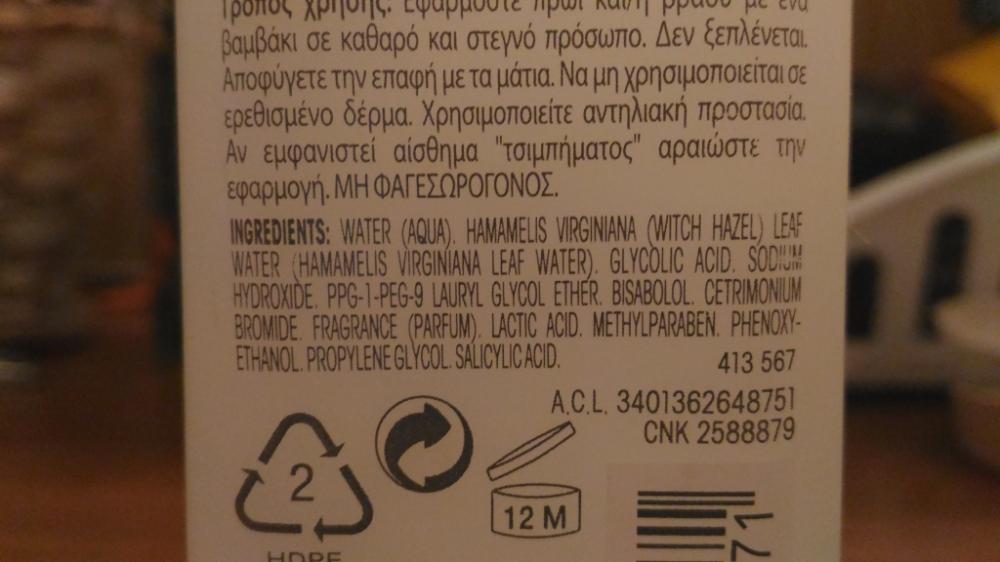 Τρόπος χρήσης: Εφαρμόστε πρωί και/ή βράδυ με ένα
βαμβάκι σε καθαρό και στεγνό πρόσωπο. Δεν ξεπλένεται.
Αποφύγετε την επαφή με τα μάτια. Να μη χρησιμοποιείται σε
ερεθισμένο δέρμα. Χρησιμοποιείτε αντηλιακή προστασία.
Αν εμφανιστεί αίσθημα "τσιμπήματος" αραιώστε την
εφαρμογή. ΜΗ ΦΑΓΕΣΩΡΟΓΟΝΟΣ.
INGREDIENTS: WATER (AQUA). HAMAMELIS VIRGINIANA (WITCH HAZEL) LEAF
WATER (HAMAMELIS VIRGINIANA LEAF WATER). GLYCOLIC ACID. SODIUM
HYDROXIDE. PPG-1-PEG-9 LAURYL GLYCOL ETHER. BISABOLOL. CETRIMONIUM
BROMIDE. FRAGRANCE (PARFUM). LACTIC ACID. METHYLPARABEN. PHENOXY-
ETHANOL. PROPYLENE GLYCOL. SALICYLIC ACID.
413 567
A.C.L. 3401362648751
CNK 2588879
2
12 M
HDPE
71